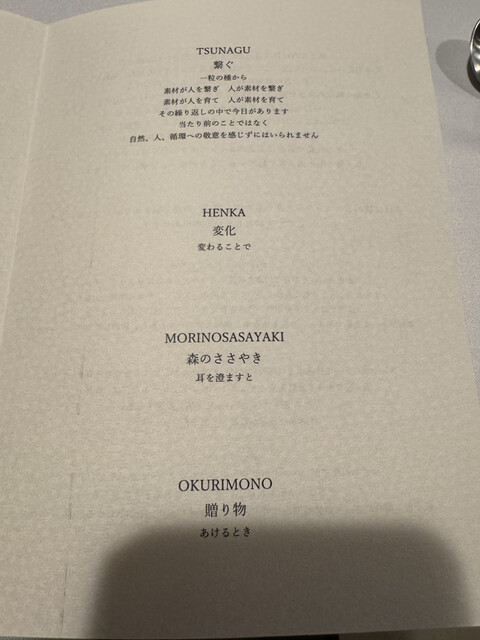 TSUNAGU
繋ぐ
一粒の種から
素材が人を繋ぎ　人が素材を繋ぎ
素材が人を育て　人が素材を育て
その繰り返しの中で今日があります
当たり前のことではなく
自然、人、循環への敬意を感じずにはいられません
HENKA
変化
変わることで
MORINOSASAYAKI
森のささやき
耳を澄ますと
OKURIMONO
贈り物
あけるとき